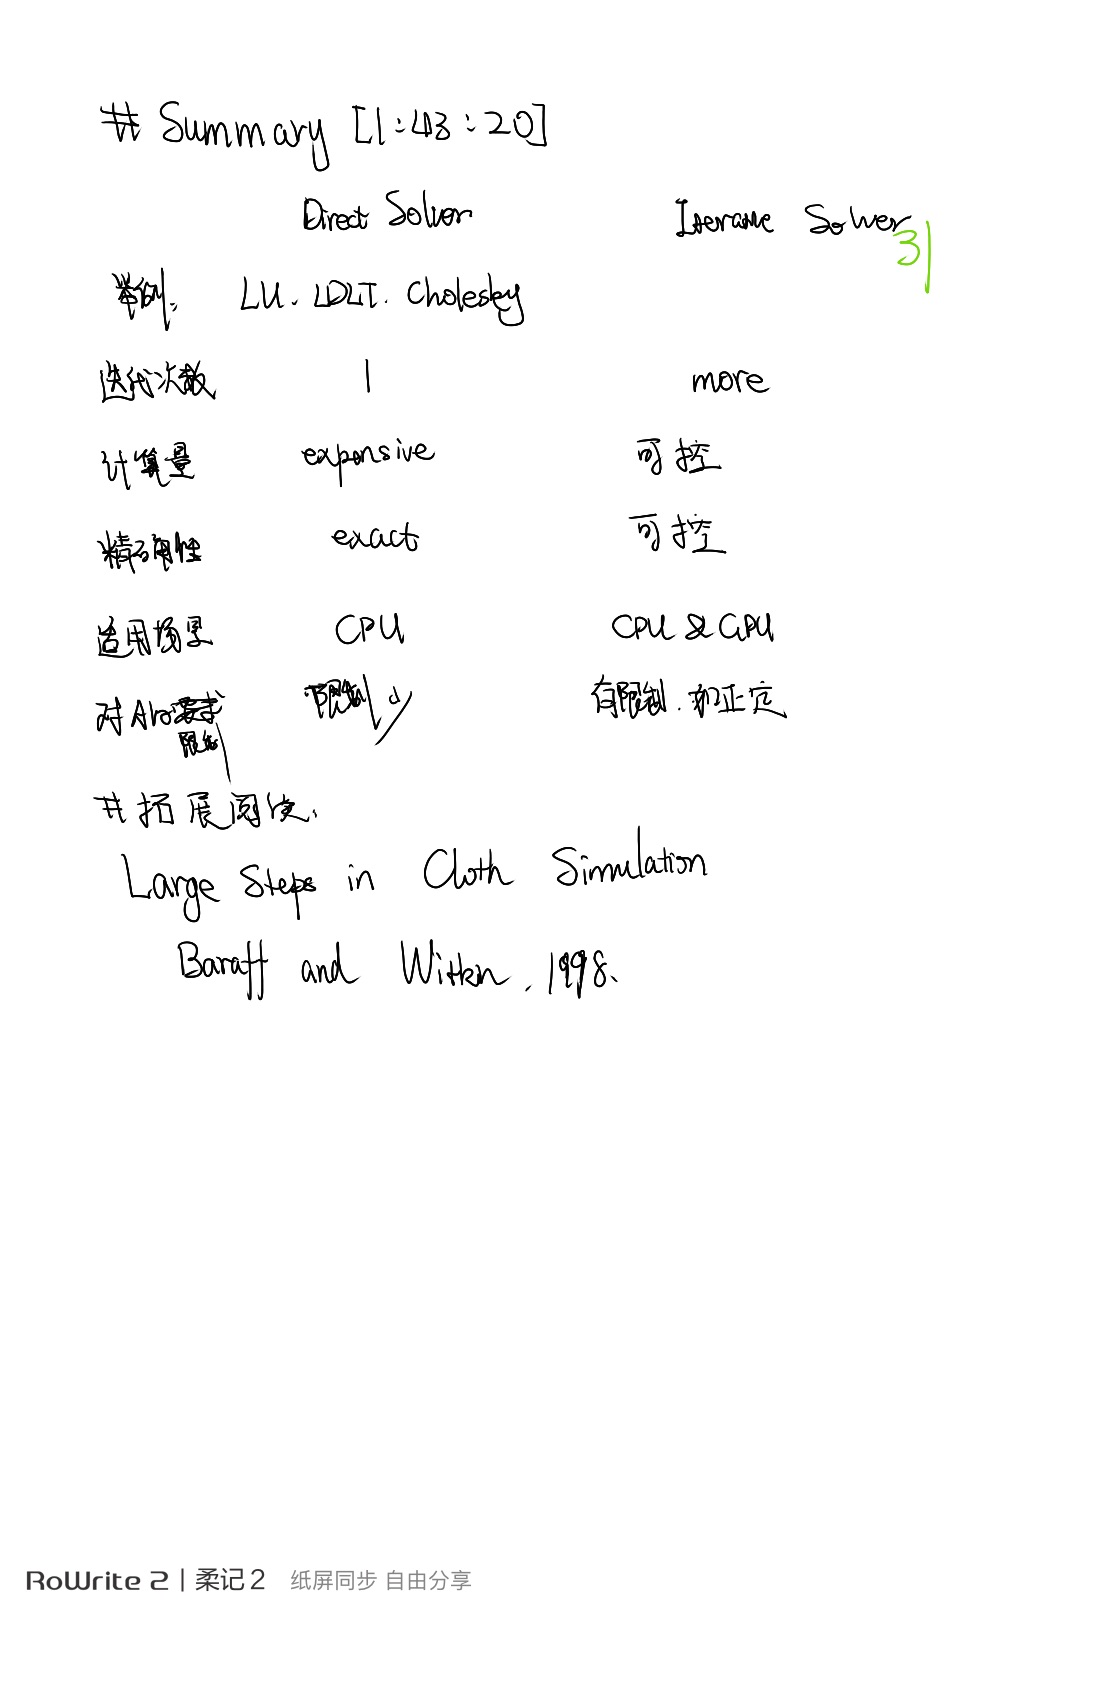 # Summary [1:43:20]
Direct Solver Iterative Solver
31
举例: LU. LDLT. Cholesky
迭代次数 1 more
计算量 expensive 可控
精确性 exact 可控
适用场景 CPU CPU & GPU
对A 限制小 有限制. 如正定
限制
#拓展阅读.
Large Steps in Cloth Simulation
Baraff and Witkin, 1998.
RoWrite 2 | 柔记2 纸屏同步 自由分享